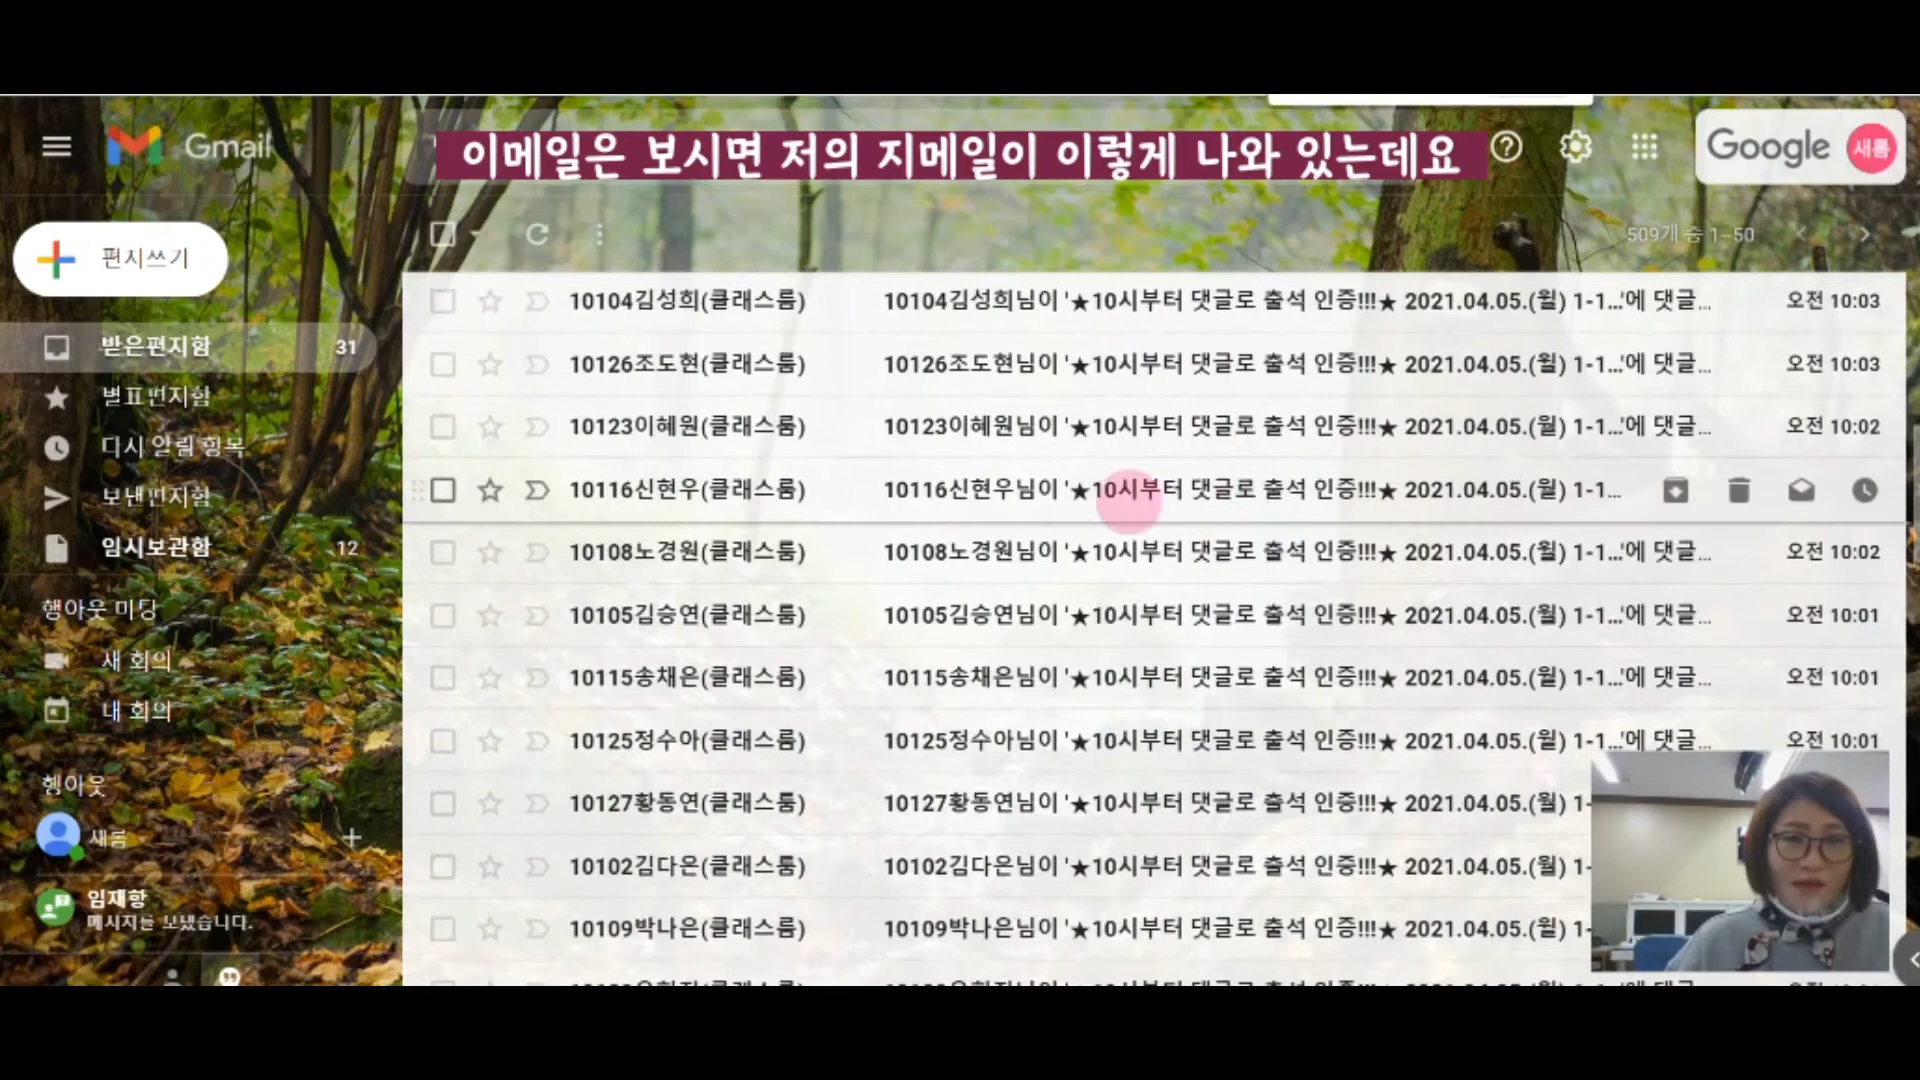 이메일은 보시면 저의 지메일이 이렇게 나와 있는데요
Gmail
Google
새롬
편지쓰기
509개 중 1–50
받은편지함 31
별표편지함
다시 알림 항목
보낸편지함
임시보관함 12
행아웃 미팅
새 회의
내 회의
행아웃
새롬
임재항
메시지를 보냈습니다.
10104김성희(클래스룸) 10104김성희님이 '★10시부터 댓글로 출석 인증!!!★ 2021.04.05.(월) 1-1...'에 댓글... 오전 10:03
10126조도현(클래스룸) 10126조도현님이 '★10시부터 댓글로 출석 인증!!!★ 2021.04.05.(월) 1-1...'에 댓글... 오전 10:03
10123이혜원(클래스룸) 10123이혜원님이 '★10시부터 댓글로 출석 인증!!!★ 2021.04.05.(월) 1-1...'에 댓글... 오전 10:02
10116신현우(클래스룸) 10116신현우님이 '★10시부터 댓글로 출석 인증!!!★ 2021.04.05.(월) 1-1...
10108노경원(클래스룸) 10108노경원님이 '★10시부터 댓글로 출석 인증!!!★ 2021.04.05.(월) 1-1...'에 댓글... 오전 10:02
10105김승연(클래스룸) 10105김승연님이 '★10시부터 댓글로 출석 인증!!!★ 2021.04.05.(월) 1-1...'에 댓글... 오전 10:01
10115송채은(클래스룸) 10115송채은님이 '★10시부터 댓글로 출석 인증!!!★ 2021.04.05.(월) 1-1...'에 댓글... 오전 10:01
10125정수아(클래스룸) 10125정수아님이 '★10시부터 댓글로 출석 인증!!!★ 2021.04.05.(월) 1-1...'에 댓글... 오전 10:01
10127황동연(클래스룸) 10127황동연님이 '★10시부터 댓글로 출석 인증!!!★ 2021.04.05.(월) 1-
10102김다은(클래스룸) 10102김다은님이 '★10시부터 댓글로 출석 인증!!!★ 2021.04.05.(월) 1-
10109박나은(클래스룸) 10109박나은님이 '★10시부터 댓글로 출석 인증!!!★ 2021.04.05.(월) 1-